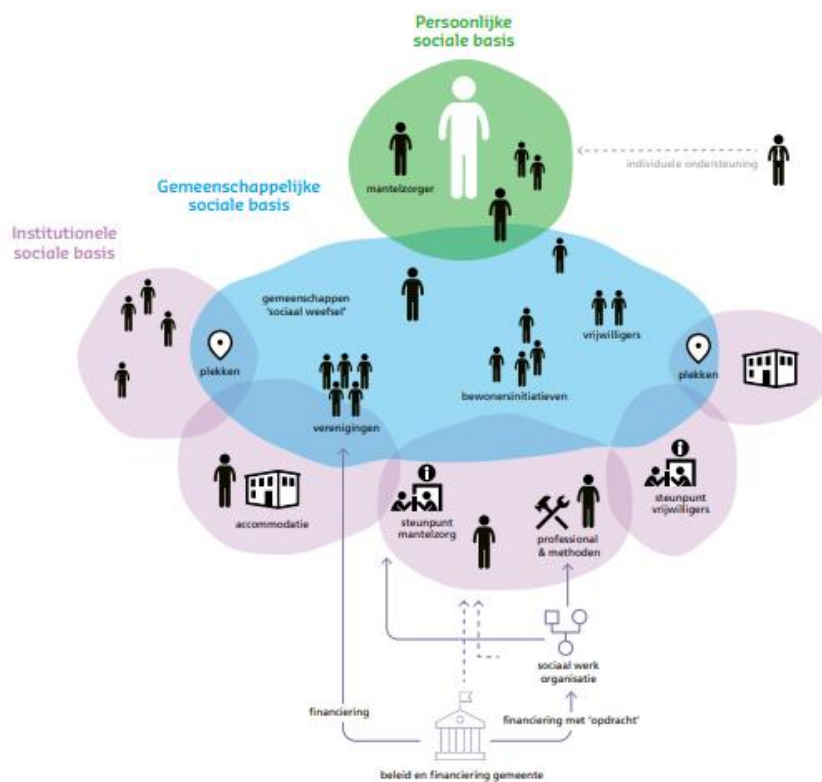 Persoonlijke
sociale basis
mantelzorger
individuele ondersteuning
Gemeenschappelijke
sociale basis
Institutionele
sociale basis
gemeenschappen
'sociaal weefsel'
vrijwilligers
plekken
plekken
bewonersinitiatieven
verenigingen
accommodatie
steunpunt
mantelzorg
professional
& methoden
steunpunt
vrijwilligers
sociaal werk
organisatie
financiering
financiering met 'opdracht'
beleid en financiering gemeente